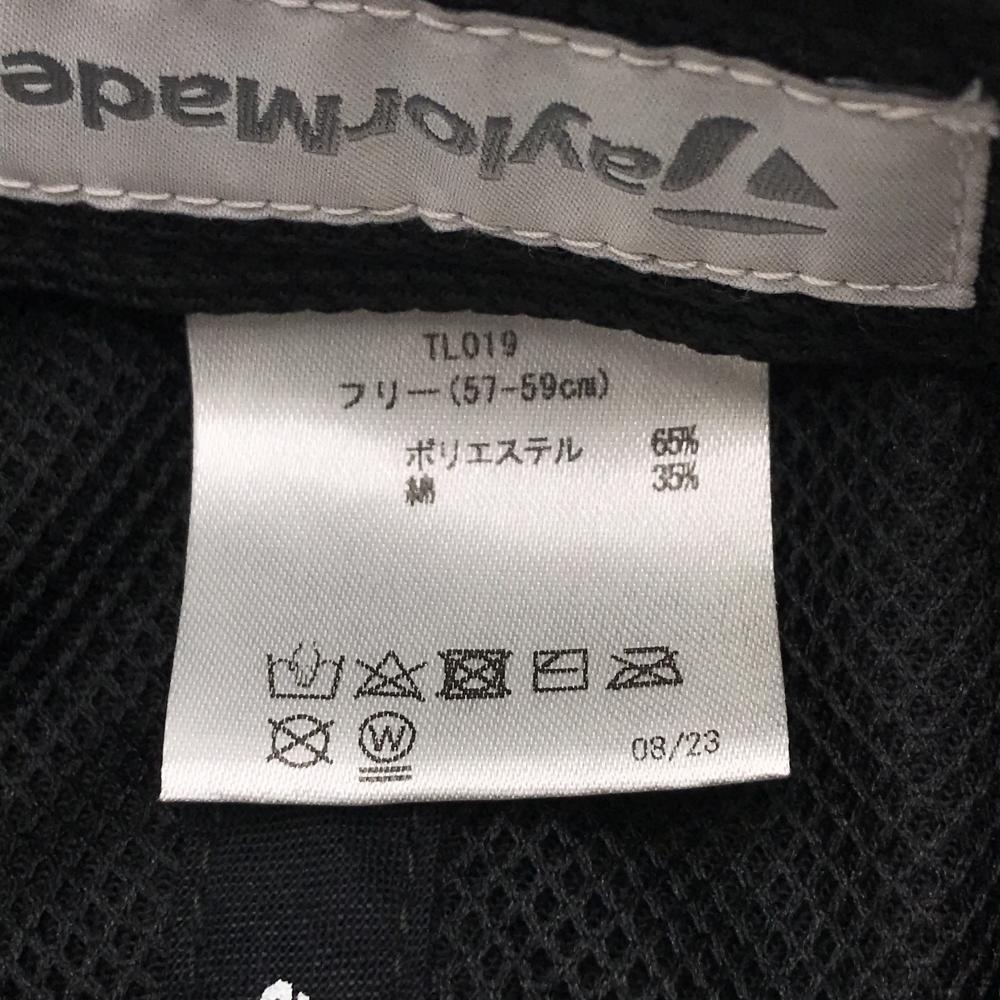 TaylorMade
TL019
フリー(57-59cm)
ポリエステル 65%
綿 35%
W
08/23